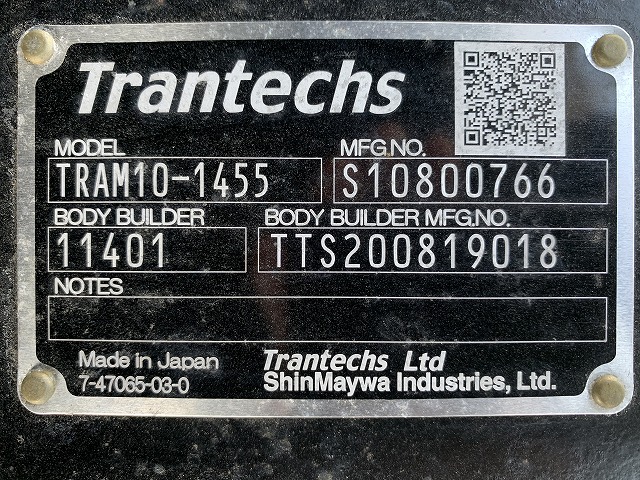 Trantechs
MODEL MFG NO.
TRAM10-1455 S10800766
BODY BUILDER BODY BUILDER MFG.NO.
11401 TTS200819018
NOTES
Made in Japan Trantechs Ltd
7-47065-03-0 ShinMaywa Industries, Ltd.